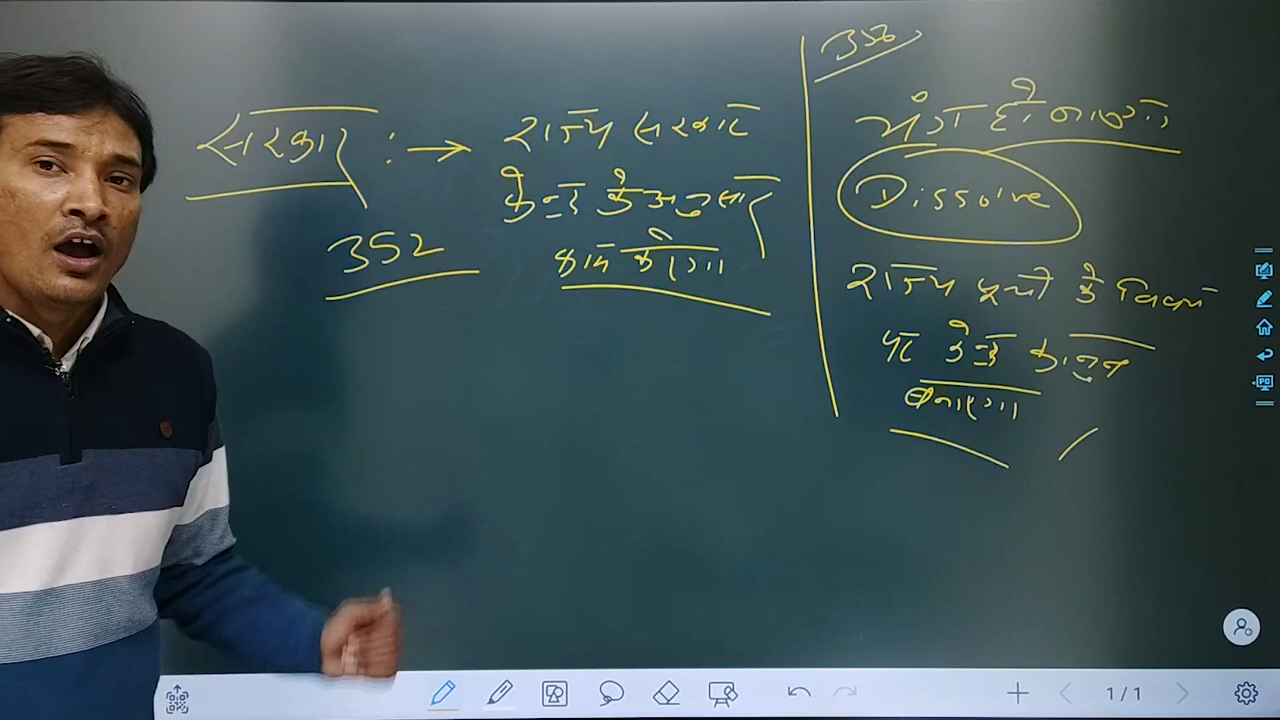 सरकार : → राज्य सरकार
केन्द्र के अनुसार
352
काम करेगा
356
भंग हो जाएगा
Dissolve
राज्य सूची के विषयों
पर केन्द्र कानून
बनाएगा
1/1